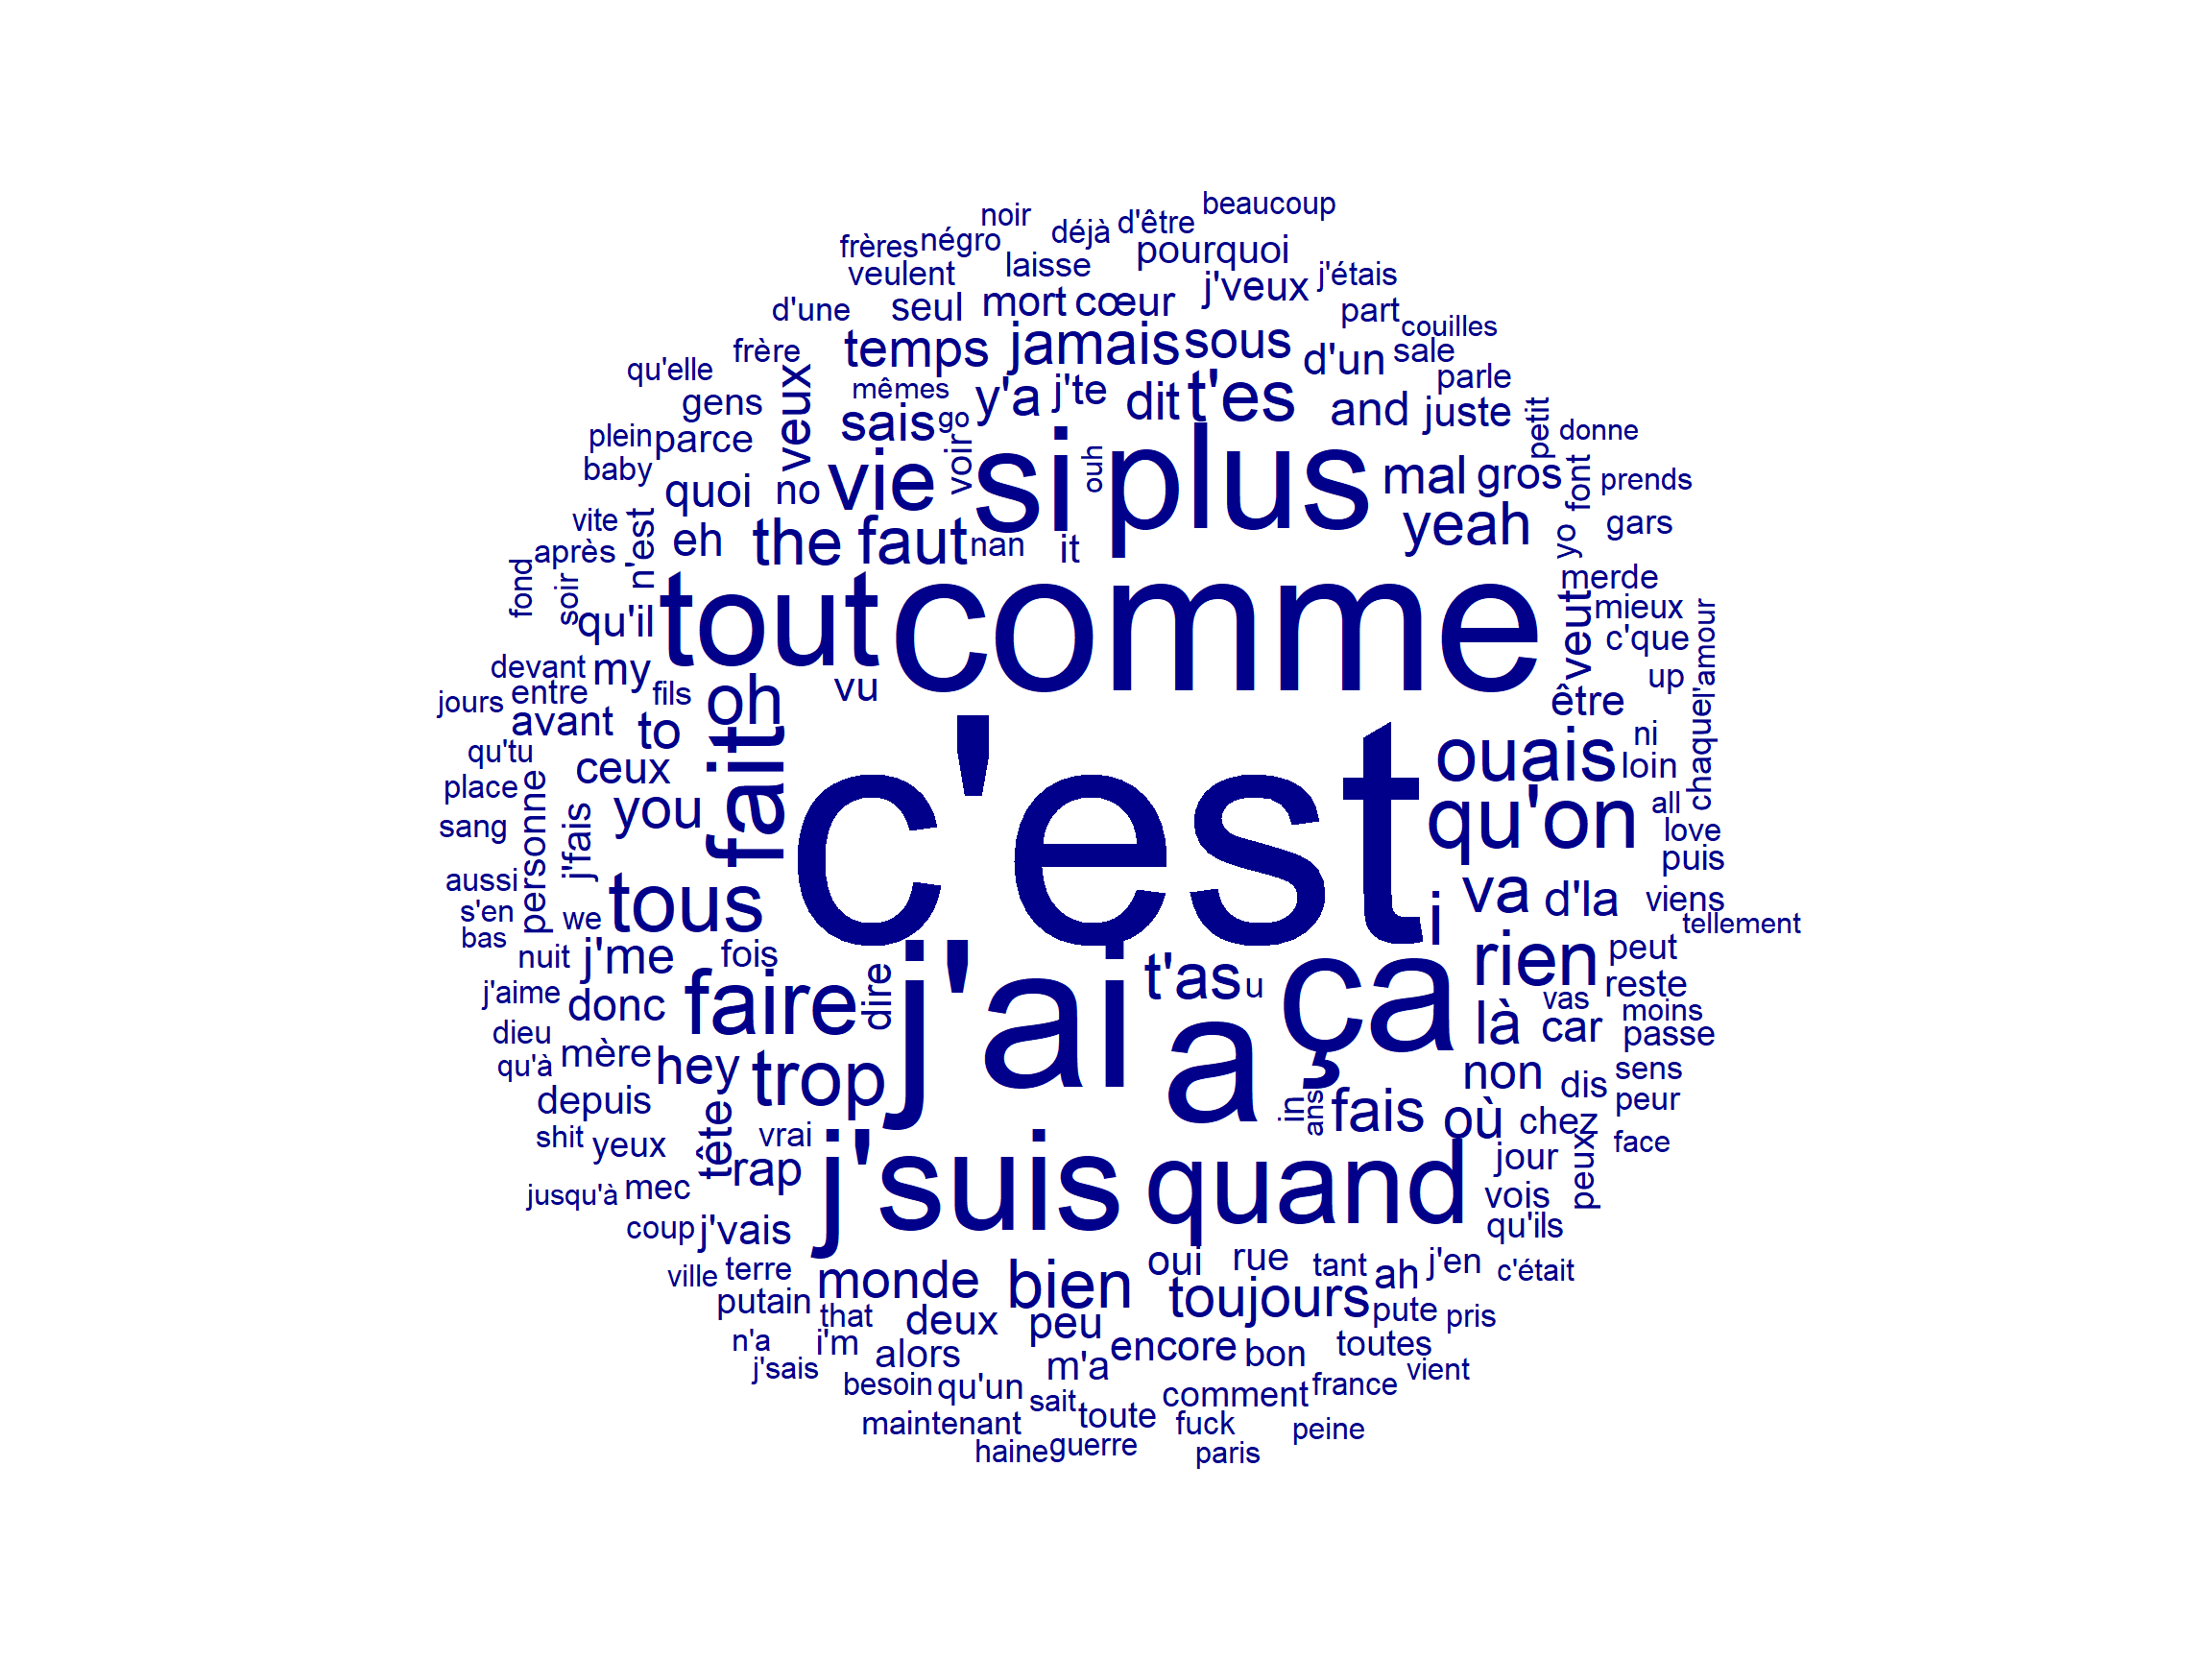 beaucoup
noir
d'être
déjà
frères
négro
pourquoi
veulent
laisse
j'veux
j'étais
d'une
seul
mort
cœur
part
couilles
frère
temps
jamais
sous
d'un
sale
qu'elle
veux
mêmes
y'a
j'te
dit
t'es
and
juste
parle
gens
sais
go
petit
donne
plein
parce
voir
si
ouh
plus
mal
gros
font
prends
baby
quoi
no
vie
yeah
yo
gars
vite
après
n'est
eh
the
faut
nan
it
merde
fond
soir
qu'il
tout
comme
veut
mieux
c'que
l'amour
devant
my
fils
oh
vu
être
up
jours
entre
avant
to
fait
c'est
ouais
ni
loin
chaque
qu'tu
ceux
place
personne
you
qu'on
all
love
sang
j'fais
puis
aussi
tous
i
va
d'la
viens
s'en
we
tellement
bas
nuit
j'me
fois
j'ai
t'as
u
ça
rien
peut
j'aime
donc
faire
dire
a
là
vas
reste
car
moins
passe
dieu
qu'à
mère
hey
trop
non
dis
sens
depuis
tête
in
ans
fais
où
chez
peur
shit
yeux
vrai
rap
j'suis
quand
jour
peux
face
jusqu'à
mec
vois
coup
j'vais
qu'ils
ville
terre
monde
bien
oui
rue
tant
ah
j'en
c'était
putain
that
deux
peu
toujours
pute
pris
n'a
i'm
alors
encore
bon
toutes
j'sais
m'a
vient
besoin
qu'un
sait
comment
france
maintenant
toute
fuck
peine
haine
guerre
paris